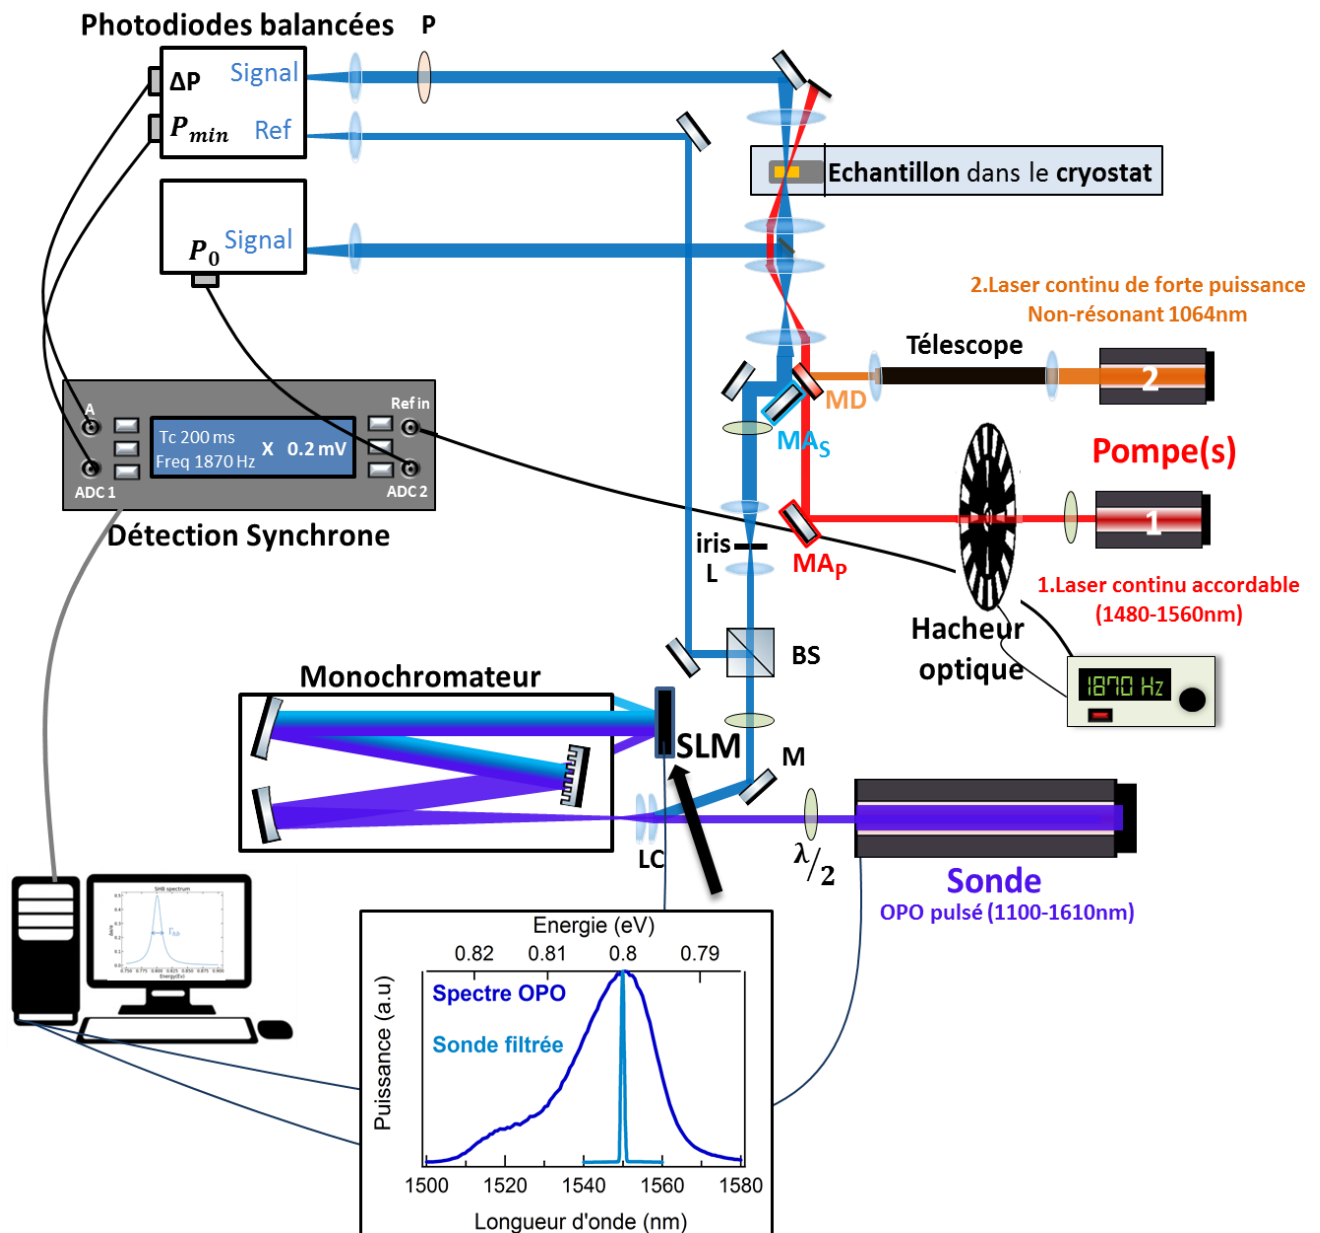 Photodiodes balancées
P
ΔP
Signal
P_min
Ref
P_0
Signal
Echantillon dans le cryostat
2.Laser continu de forte puissance
Non-résonant 1064nm
Télescope
2
MD
MA_S
Pompe(s)
A
Ref in
Tc 200 ms
Freq 1870 Hz
X 0.2 mV
ADC 1
ADC 2
Détection Synchrone
iris
L
MA_P
1
1.Laser continu accordable
(1480-1560nm)
Hacheur
optique
1870 Hz
BS
Monochromateur
SLM
M
LC
λ/2
Sonde
OPO pulsé (1100-1610nm)
SHB spectrum
Energie (eV)
0.82 0.81 0.8 0.79
Puissance (a.u)
Spectre OPO
Sonde filtrée
1500 1520 1540 1560 1580
Longueur d'onde (nm)